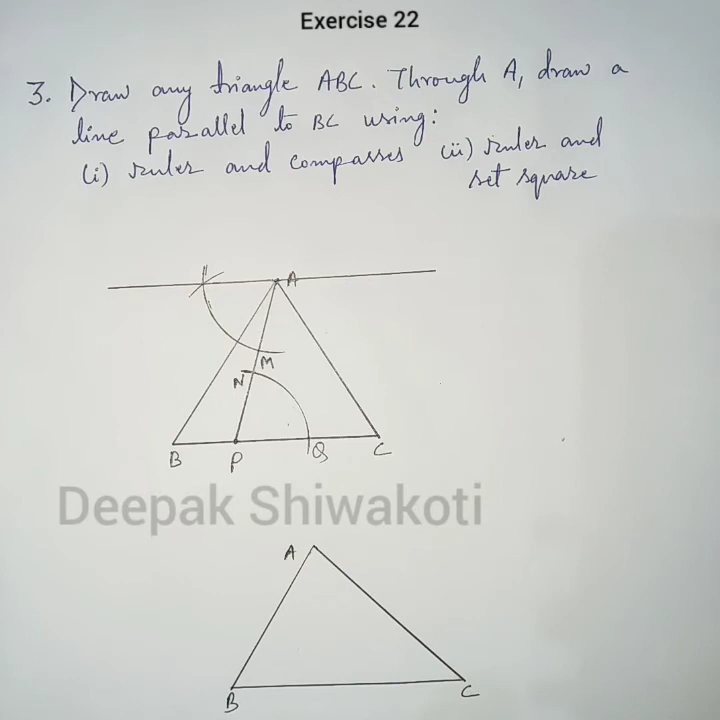 Exercise 22
3. Draw any triangle ABC. Through A, draw a
line parallel to BC using:
(i) ruler and compasses (ii) ruler and
set square
A
M
N
B P Q C
Deepak Shiwakoti
A
B C